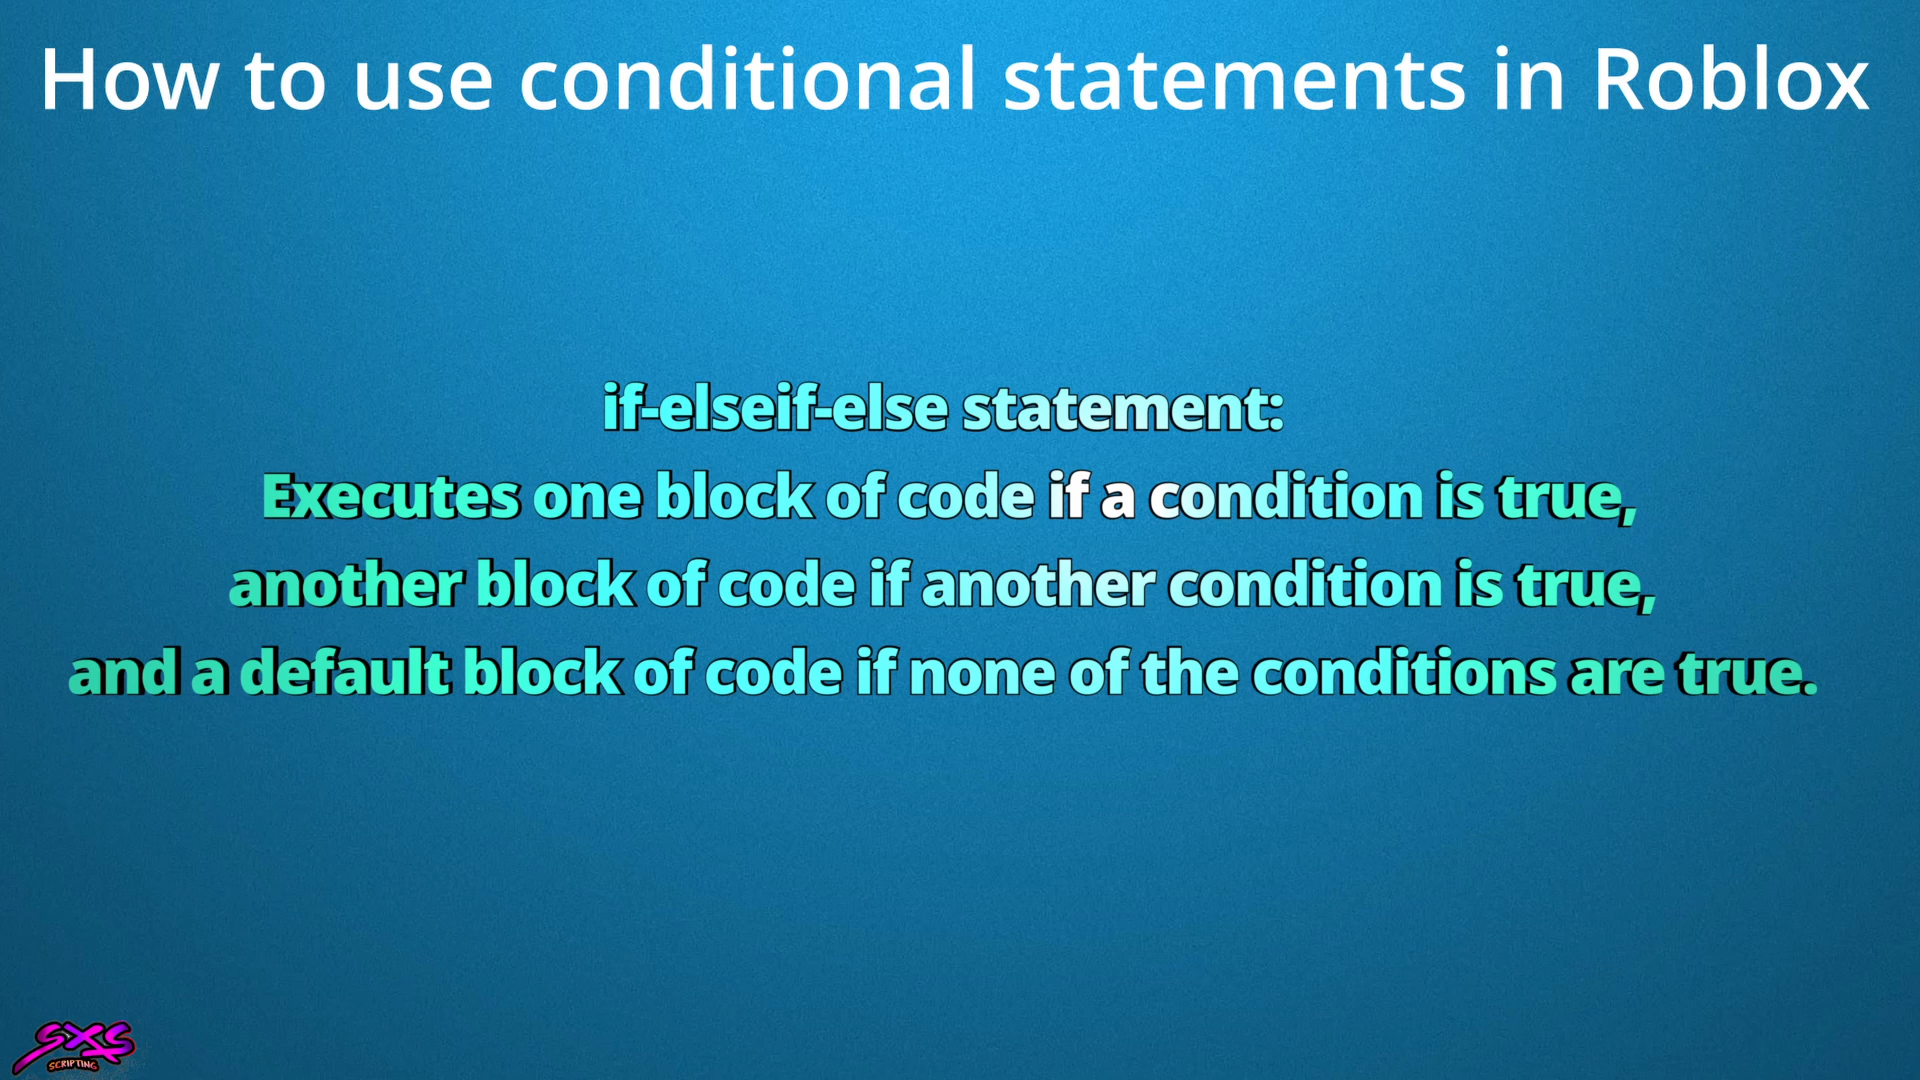 How to use conditional statements in Roblox
if-elseif-else statement:
Executes one block of code if a condition is true,
another block of code if another condition is true,
and a default block of code if none of the conditions are true.
SXS
SCRIPTING